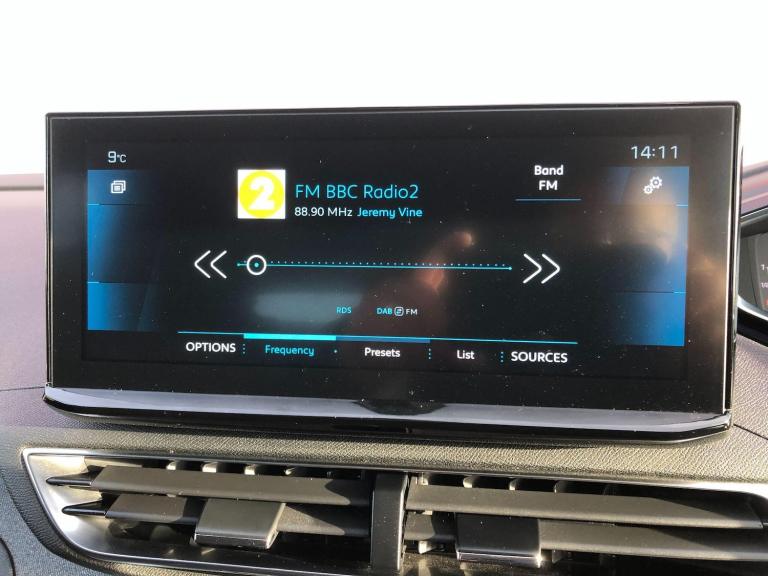 9°C
14:11
2
FM BBC Radio2
88.90 MHz Jeremy Vine
Band
FM
RDS
DAB FM
OPTIONS Frequency Presets List SOURCES